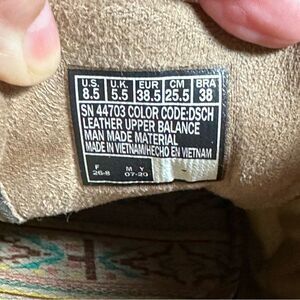 U.S. U.K. EUR CM BRA
8.5 5.5 38.5 25.5 38
SN 44703 COLOR CODE:DSCH
LEATHER UPPER BALANCE
MAN MADE MATERIAL
MADE IN VIETNAM/HECHO EN VIETNAM
F M Y
26-8 07-20